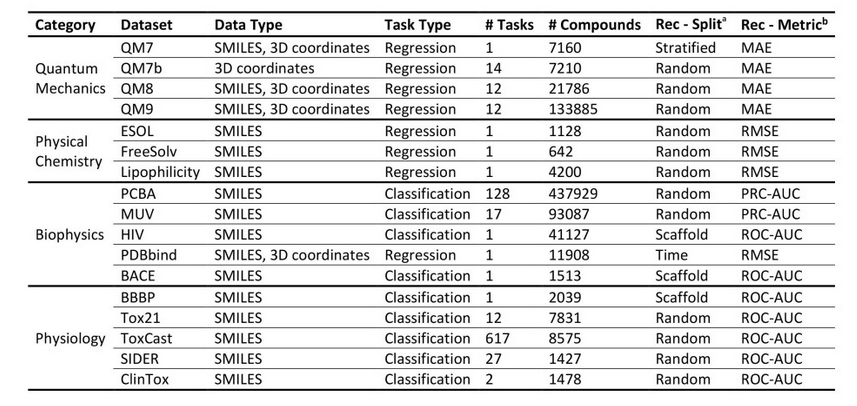 Category Dataset Data Type Task Type # Tasks # Compounds Rec - Splitᵃ Rec - Metricᵇ
Quantum Mechanics QM7 SMILES, 3D coordinates Regression 1 7160 Stratified MAE
QM7b 3D coordinates Regression 14 7210 Random MAE
QM8 SMILES, 3D coordinates Regression 12 21786 Random MAE
QM9 SMILES, 3D coordinates Regression 12 133885 Random MAE
Physical Chemistry ESOL SMILES Regression 1 1128 Random RMSE
FreeSolv SMILES Regression 1 642 Random RMSE
Lipophilicity SMILES Regression 1 4200 Random RMSE
Biophysics PCBA SMILES Classification 128 437929 Random PRC-AUC
MUV SMILES Classification 17 93087 Random PRC-AUC
HIV SMILES Classification 1 41127 Scaffold ROC-AUC
PDBbind SMILES, 3D coordinates Regression 1 11908 Time RMSE
BACE SMILES Classification 1 1513 Scaffold ROC-AUC
Physiology BBBP SMILES Classification 1 2039 Scaffold ROC-AUC
Tox21 SMILES Classification 12 7831 Random ROC-AUC
ToxCast SMILES Classification 617 8575 Random ROC-AUC
SIDER SMILES Classification 27 1427 Random ROC-AUC
ClinTox SMILES Classification 2 1478 Random ROC-AUC